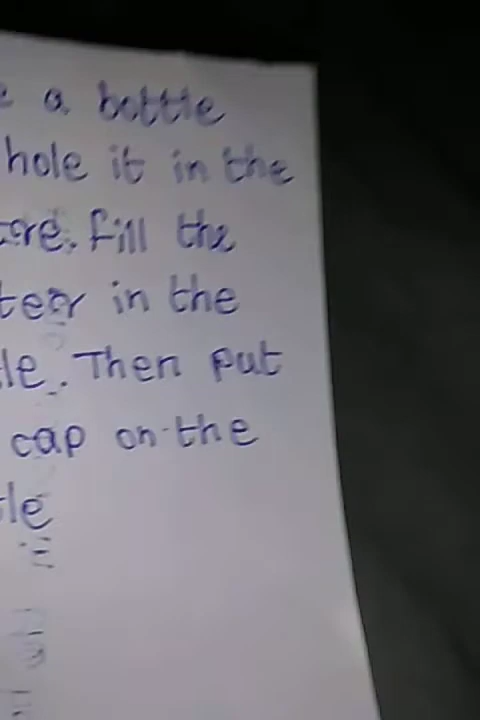 a bottle
hole it in the
fill the
in the
Then put
cap on the